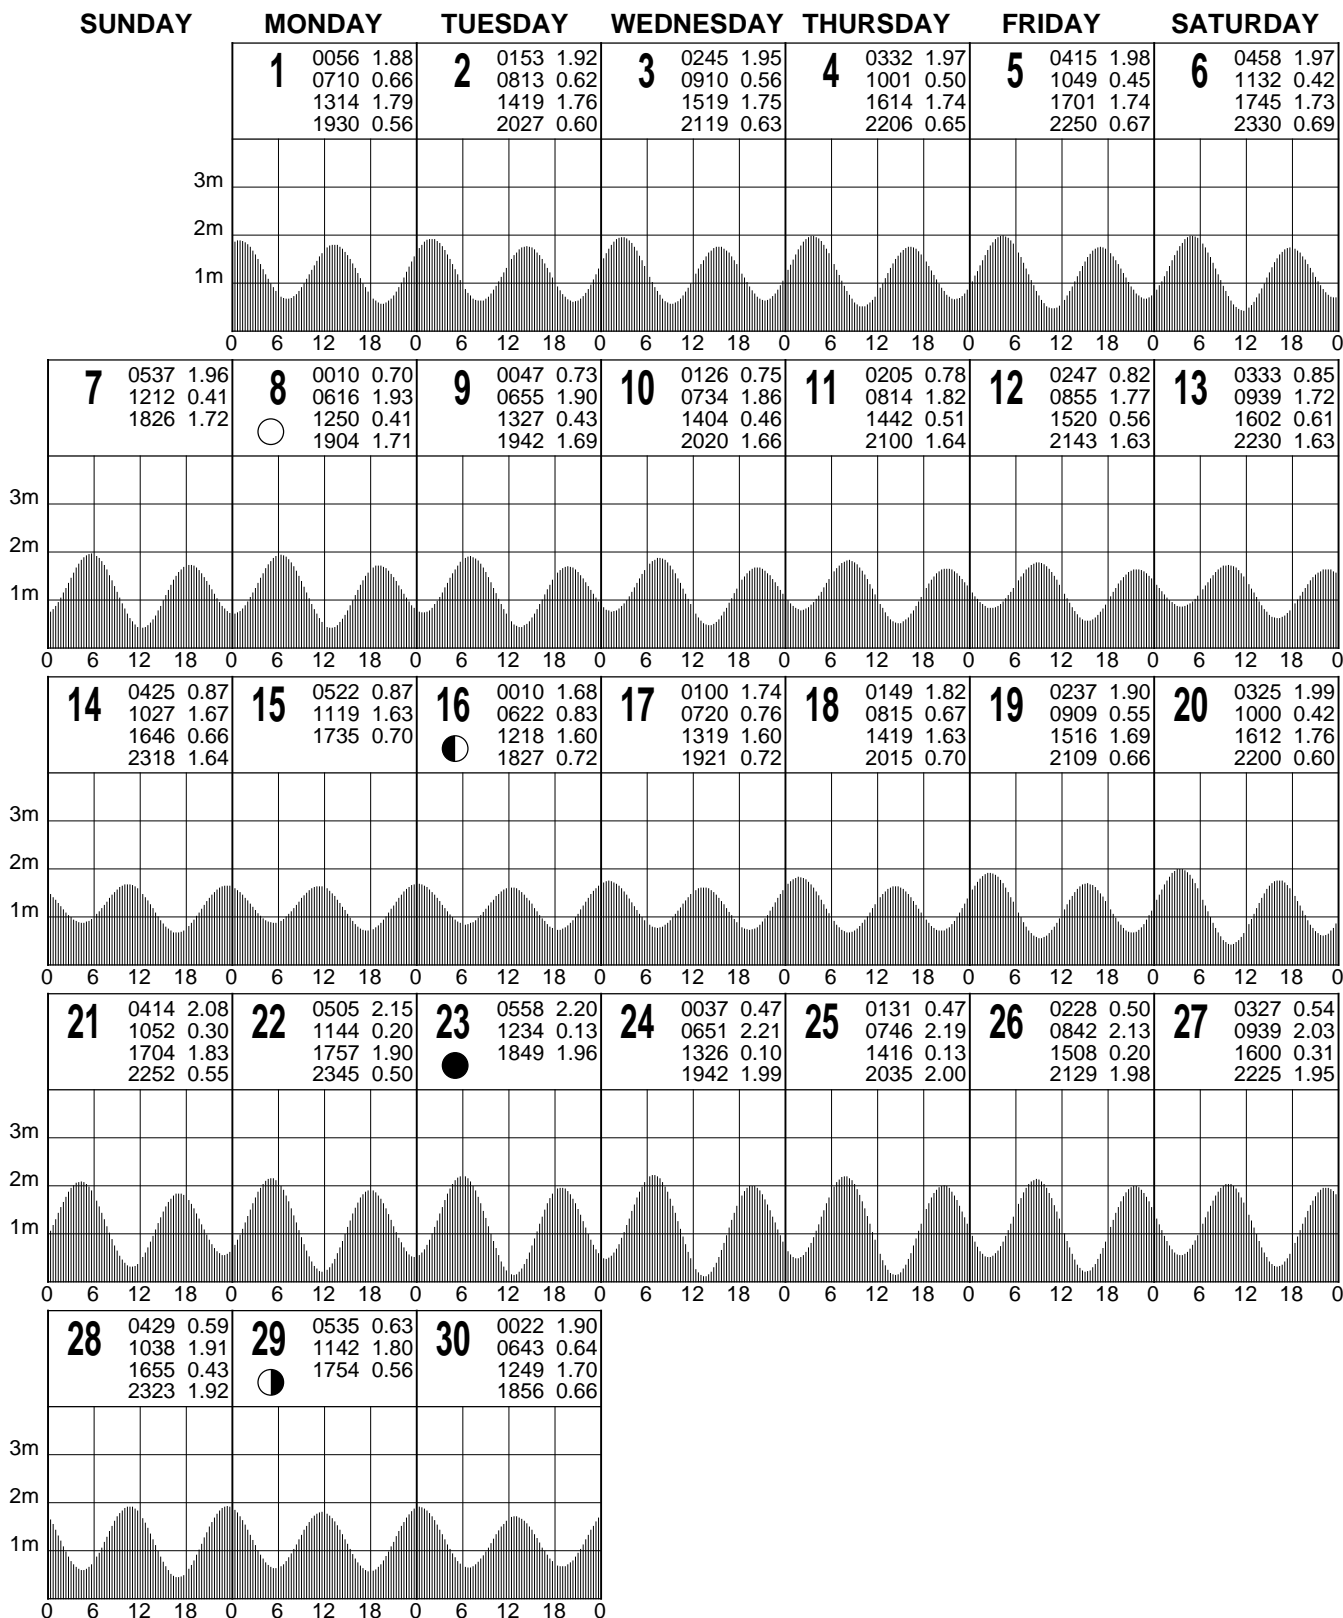 SUNDAY MONDAY TUESDAY WEDNESDAY THURSDAY FRIDAY SATURDAY
1 0056 1.88
0710 0.66
1314 1.79
1930 0.56
2 0153 1.92
0813 0.62
1419 1.76
2027 0.60
3 0245 1.95
0910 0.56
1519 1.75
2119 0.63
4 0332 1.97
1001 0.50
1614 1.74
2206 0.65
5 0415 1.98
1049 0.45
1701 1.74
2250 0.67
6 0458 1.97
1132 0.42
1745 1.73
2330 0.69
3m
2m
1m
0 6 12 18 0 6 12 18 0 6 12 18 0 6 12 18 0 6 12 18 0 6 12 18 0
7 0537 1.96
1212 0.41
1826 1.72
8 0010 0.70
0616 1.93
1250 0.41
1904 1.71
9 0047 0.73
0655 1.90
1327 0.43
1942 1.69
10 0126 0.75
0734 1.86
1404 0.46
2020 1.66
11 0205 0.78
0814 1.82
1442 0.51
2100 1.64
12 0247 0.82
0855 1.77
1520 0.56
2143 1.63
13 0333 0.85
0939 1.72
1602 0.61
2230 1.63
3m
2m
1m
0 6 12 18 0 6 12 18 0 6 12 18 0 6 12 18 0 6 12 18 0 6 12 18 0 6 12 18 0
14 0425 0.87
1027 1.67
1646 0.66
2318 1.64
15 0522 0.87
1119 1.63
1735 0.70
16 0010 1.68
0622 0.83
1218 1.60
1827 0.72
17 0100 1.74
0720 0.76
1319 1.60
1921 0.72
18 0149 1.82
0815 0.67
1419 1.63
2015 0.70
19 0237 1.90
0909 0.55
1516 1.69
2109 0.66
20 0325 1.99
1000 0.42
1612 1.76
2200 0.60
3m
2m
1m
0 6 12 18 0 6 12 18 0 6 12 18 0 6 12 18 0 6 12 18 0 6 12 18 0 6 12 18 0
21 0414 2.08
1052 0.30
1704 1.83
2252 0.55
22 0505 2.15
1144 0.20
1757 1.90
2345 0.50
23 0558 2.20
1234 0.13
1849 1.96
24 0037 0.47
0651 2.21
1326 0.10
1942 1.99
25 0131 0.47
0746 2.19
1416 0.13
2035 2.00
26 0228 0.50
0842 2.13
1508 0.20
2129 1.98
27 0327 0.54
0939 2.03
1600 0.31
2225 1.95
3m
2m
1m
0 6 12 18 0 6 12 18 0 6 12 18 0 6 12 18 0 6 12 18 0 6 12 18 0 6 12 18 0
28 0429 0.59
1038 1.91
1655 0.43
2323 1.92
29 0535 0.63
1142 1.80
1754 0.56
30 0022 1.90
0643 0.64
1249 1.70
1856 0.66
3m
2m
1m
0 6 12 18 0 6 12 18 0 6 12 18 0